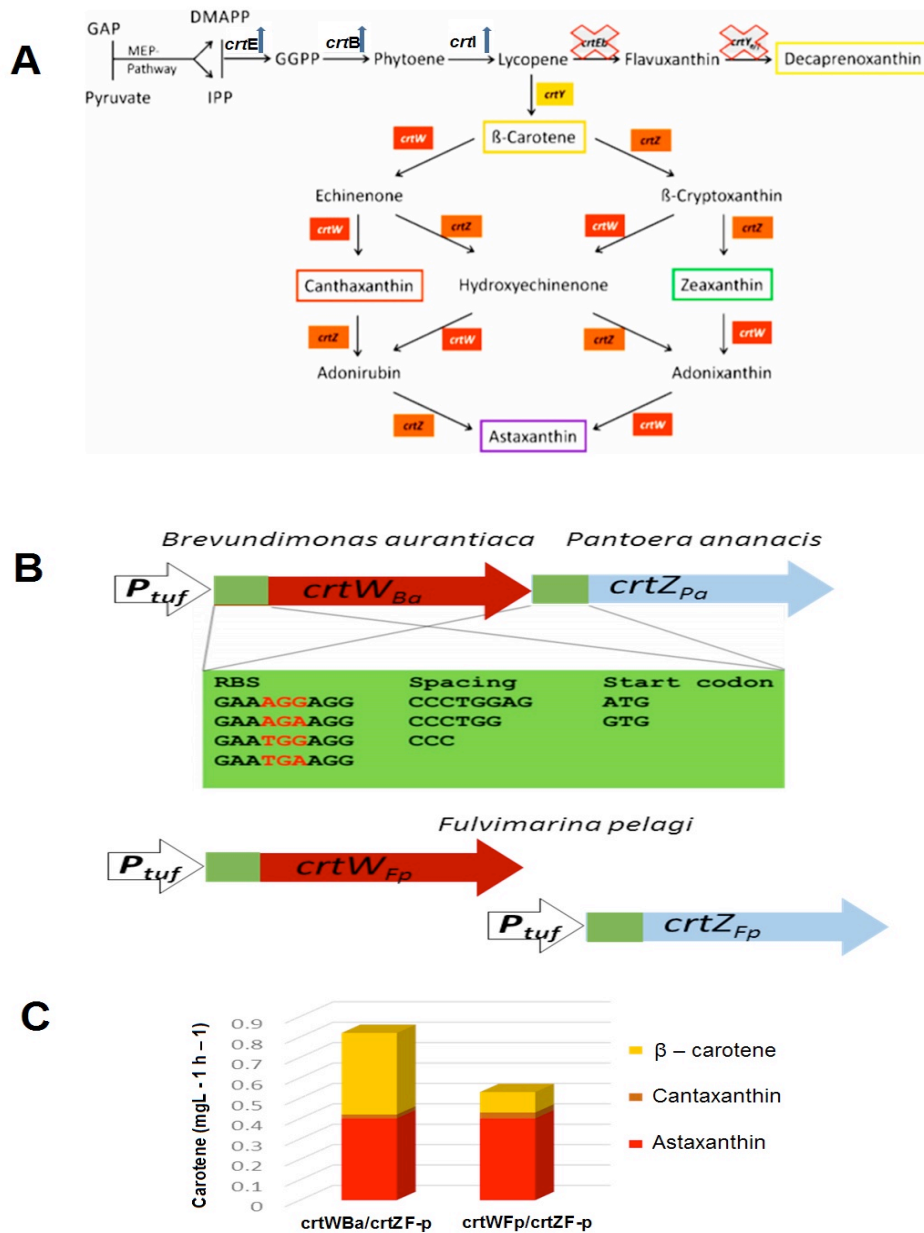 A
GAP
DMAPP
MEP-
Pathway
Pyruvate
IPP
crtE
GGPP
crtB
Phytoene
crtI
Lycopene
crtEb
Flavuxanthin
crtYe/f
Decaprenoxanthin
crtY
crtW
ß-Carotene
crtZ
Echinenone
ß-Cryptoxanthin
crtW
crtZ
crtW
crtZ
Canthaxanthin
Hydroxyechinenone
Zeaxanthin
crtZ
crtW
crtZ
crtW
Adonirubin
Adonixanthin
crtZ
Astaxanthin
crtW
B
Brevundimonas aurantiaca
Pantoera ananacis
Ptuf
crtWBa
crtZPa
RBS Spacing Start codon
GAAAGGAGG CCCTGGAG ATG
GAAAGAAGG CCCTGG GTG
GAATGGAGG CCC
GAATGAAGG
Fulvimarina pelagi
Ptuf
crtWFp
Ptuf
crtZFp
C
Carotene (mgL - 1 h – 1)
0.9
0.8
0.7
0.6
0.5
0.4
0.3
0.2
0.1
0
crtWBa/crtZF-p
crtWFp/crtZF-p
β – carotene
Cantaxanthin
Astaxanthin